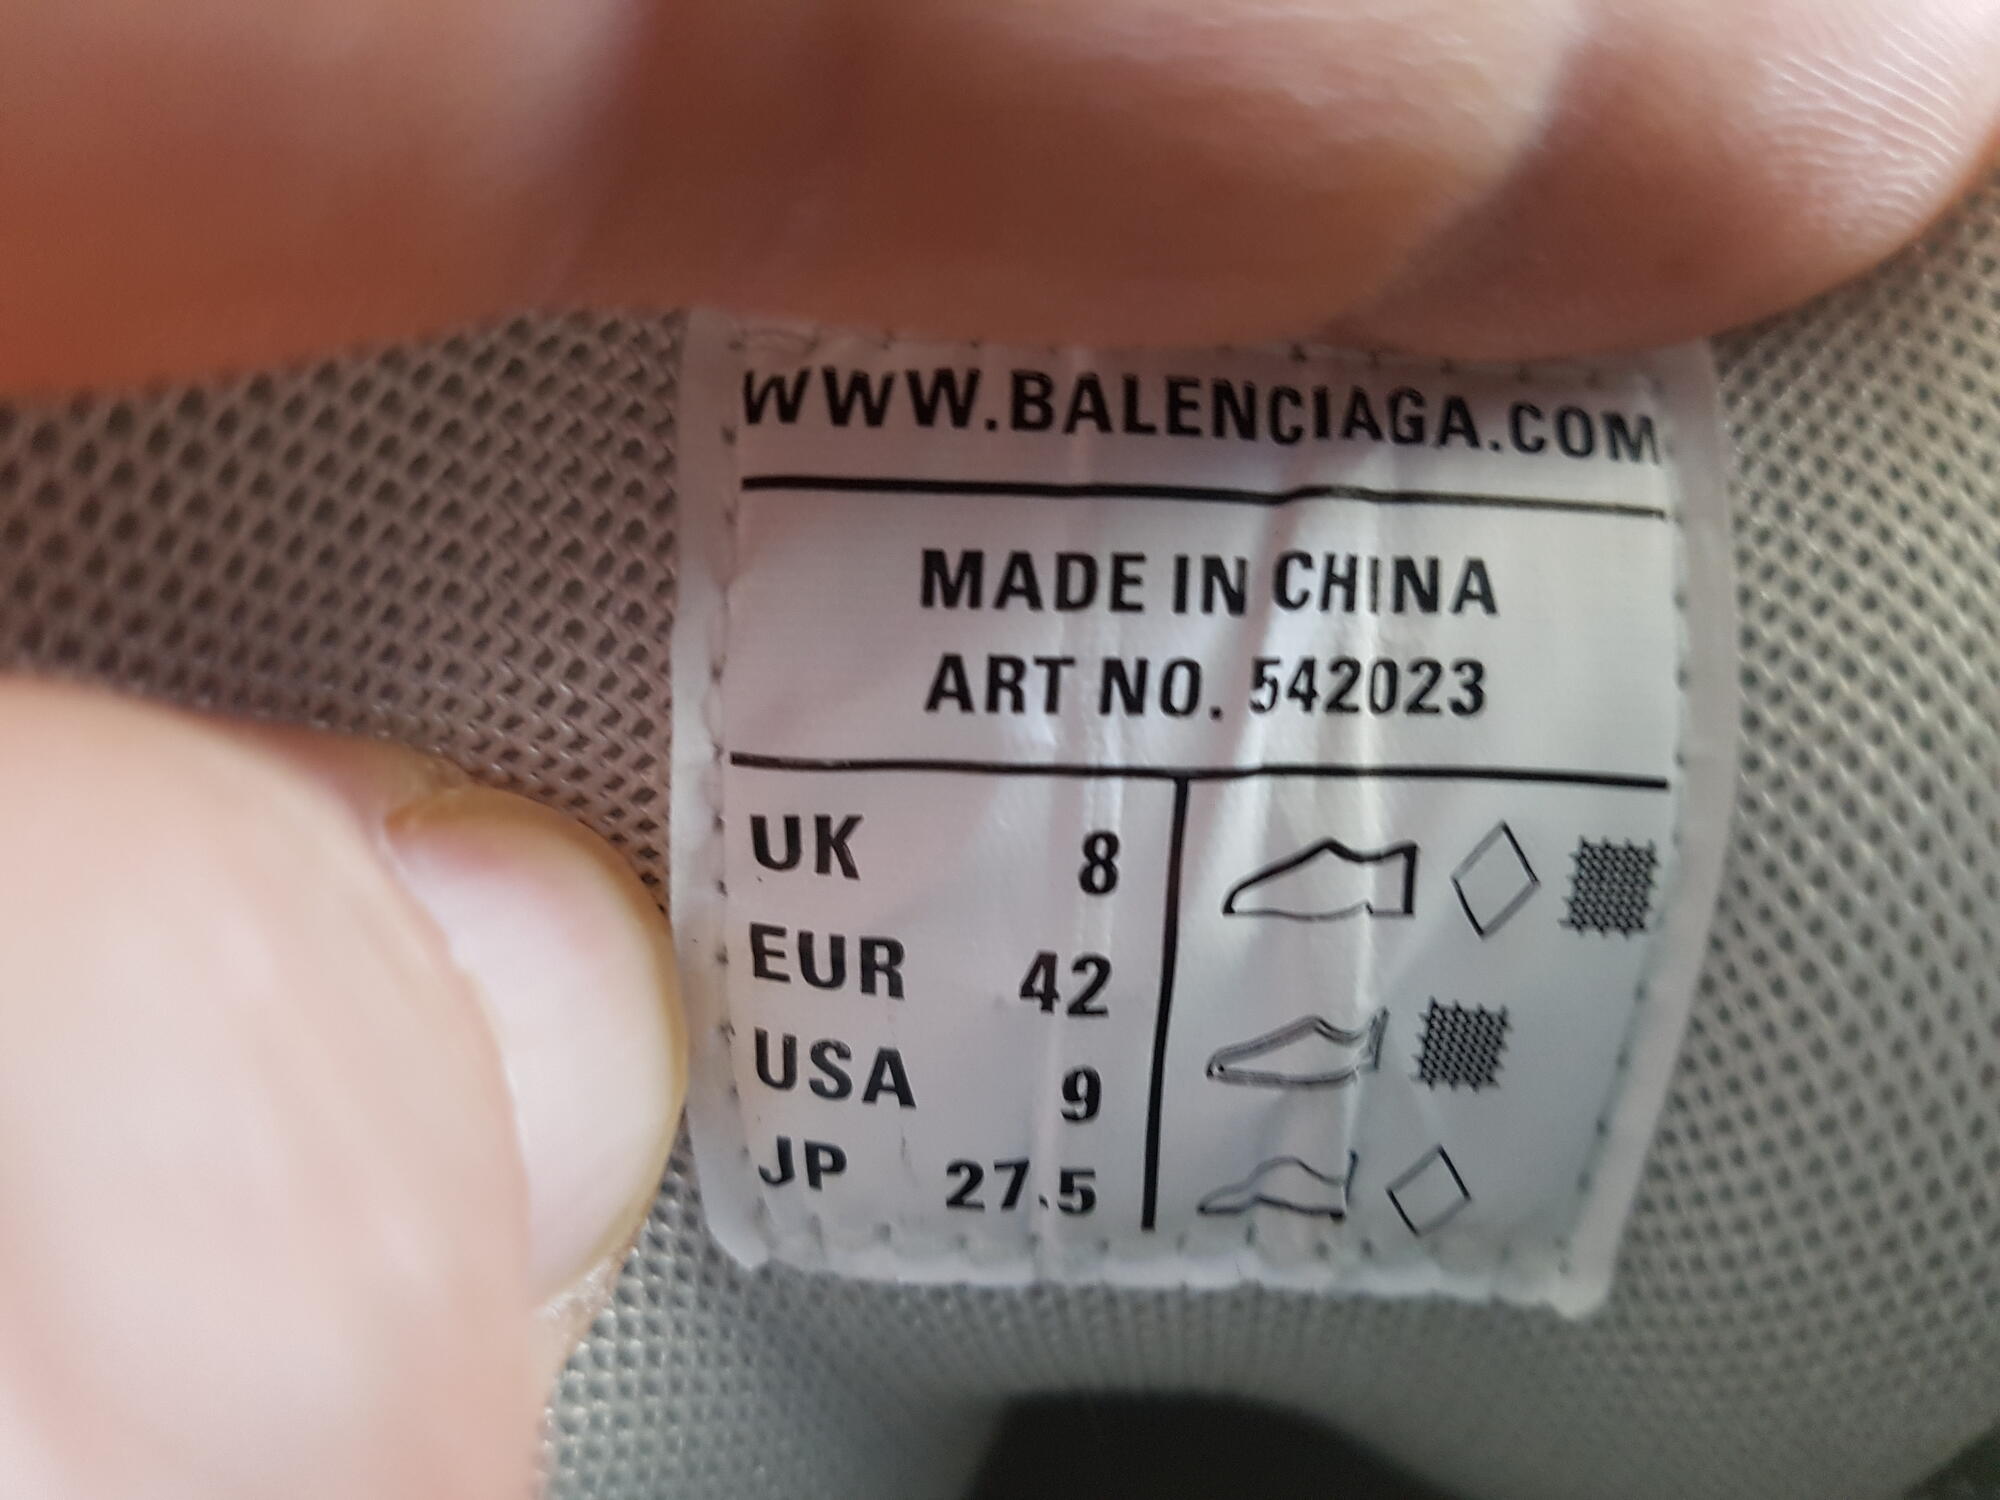 WWW.BALENCIAGA.COM
MADE IN CHINA
ART NO. 542023
UK 8
EUR 42
USA 9
JP 27.5